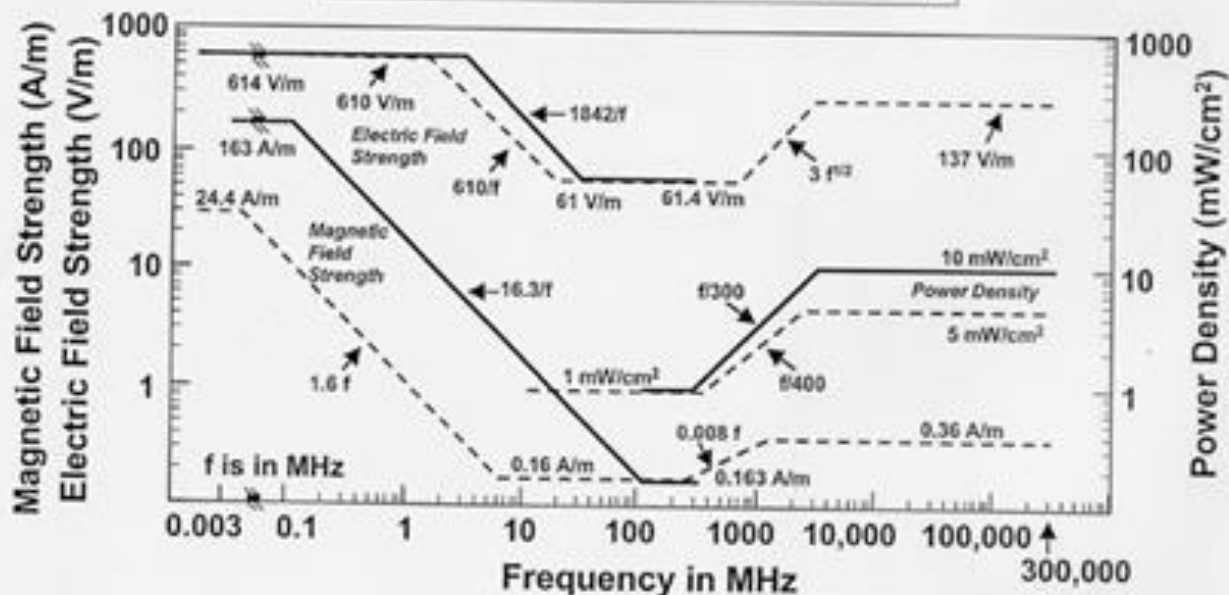 Magnetic Field Strength (A/m)
Electric Field Strength (V/m)
1000
100
10
1
614 V/m
610 V/m
1842/f
Electric Field
Strength
163 A/m
610/f
61 V/m
61.4 V/m
3 f1/2
137 V/m
24.4 A/m
Magnetic
Field
Strength
16.3/f
f/300
10 mW/cm²
Power Density
5 mW/cm²
1.6 f
1 mW/cm²
f/400
0.008 f
0.36 A/m
0.16 A/m
0.163 A/m
f is in MHz
1000
100
10
1
Power Density (mW/cm²)
0.003
0.1
1
10
100
1000
10,000
100,000
300,000
Frequency in MHz